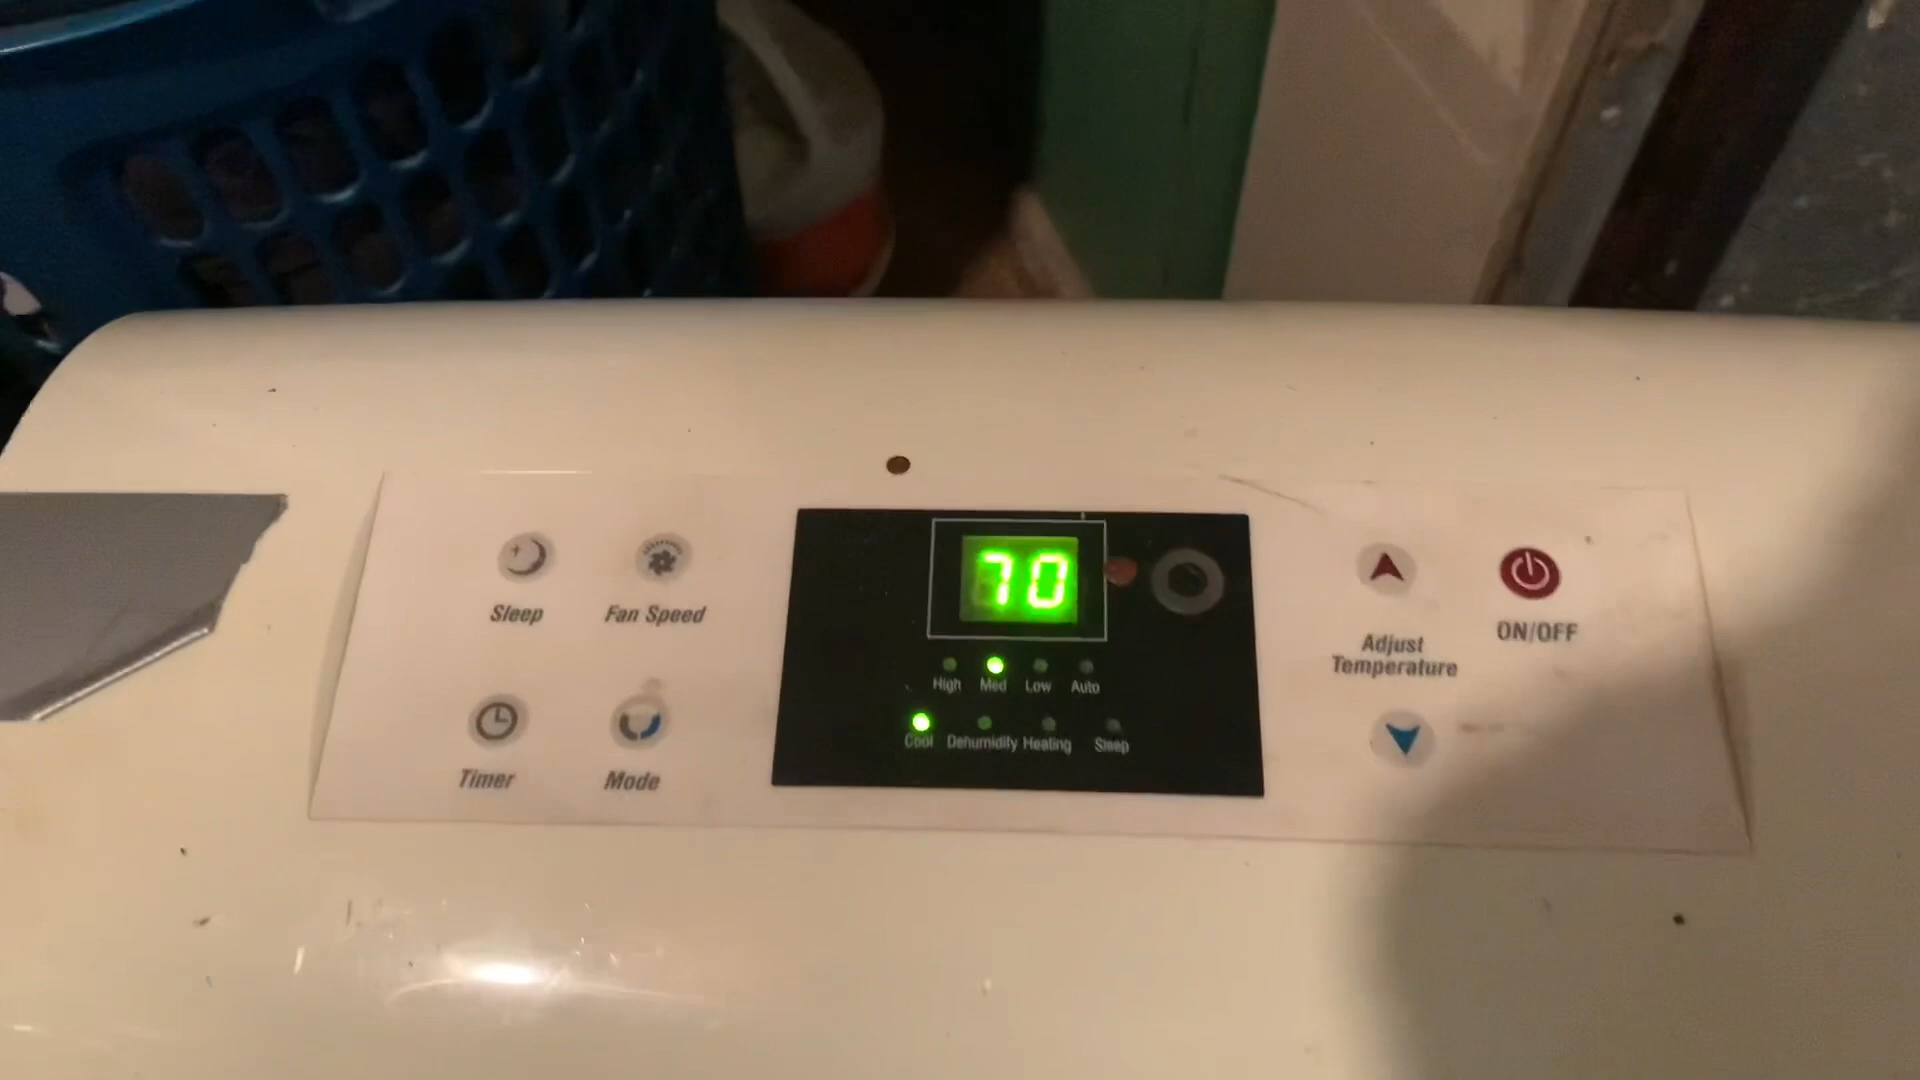 Sleep
Fan Speed
Timer
Mode
70
High Med Low Auto
Cool Dehumidify Heating Sleep
Adjust
Temperature
ON/OFF